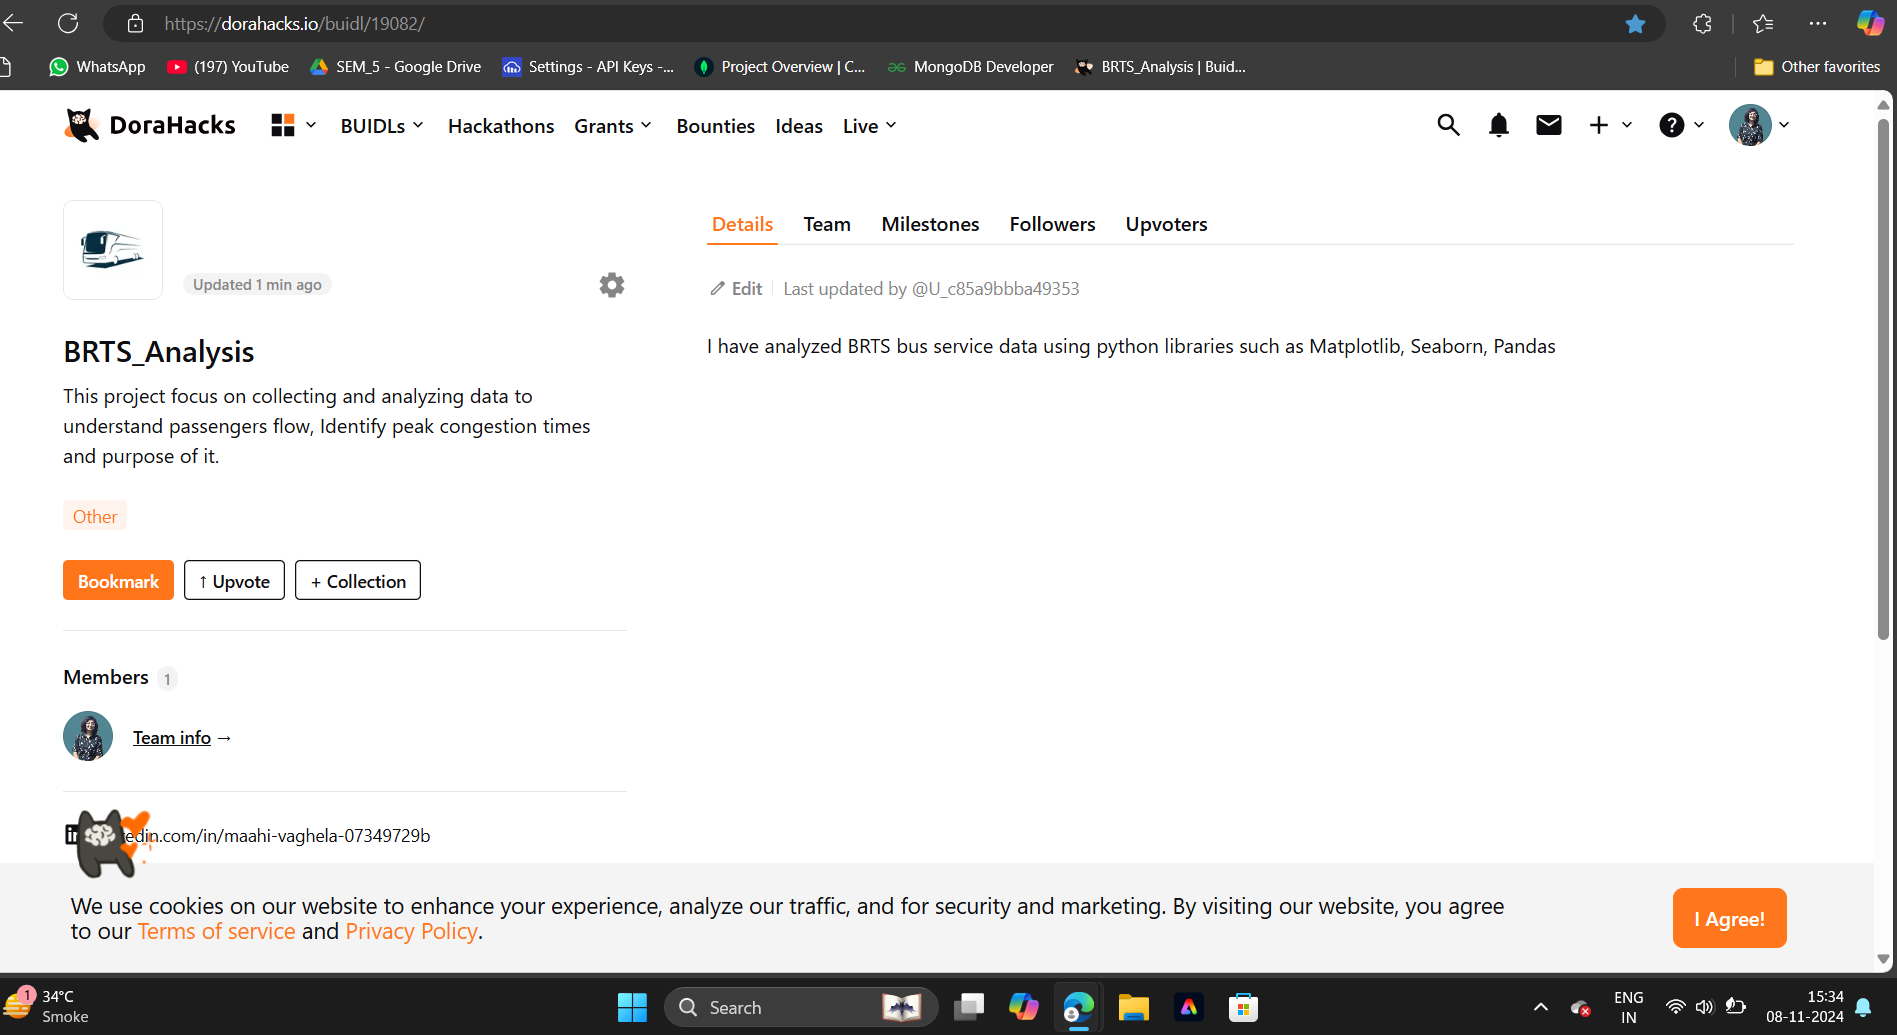 https://dorahacks.io/buidl/19082/
WhatsApp (197) YouTube SEM_5 - Google Drive Settings - API Keys -... Project Overview | C... MongoDB Developer BRTS_Analysis | Buid... Other favorites
DoraHacks BUIDLs Hackathons Grants Bounties Ideas Live
Details Team Milestones Followers Upvoters
Updated 1 min ago
Edit Last updated by @U_c85a9bbba49353
I have analyzed BRTS bus service data using python libraries such as Matplotlib, Seaborn, Pandas
BRTS_Analysis
This project focus on collecting and analyzing data to
understand passengers flow, Identify peak congestion times
and purpose of it.
Other
Bookmark ↑ Upvote + Collection
Members 1
Team info →
edin.com/in/maahi-vaghela-07349729b
We use cookies on our website to enhance your experience, analyze our traffic, and for security and marketing. By visiting our website, you agree
to our Terms of service and Privacy Policy.
I Agree!
1 34°C
Smoke
Search
ENG
IN
15:34
08-11-2024